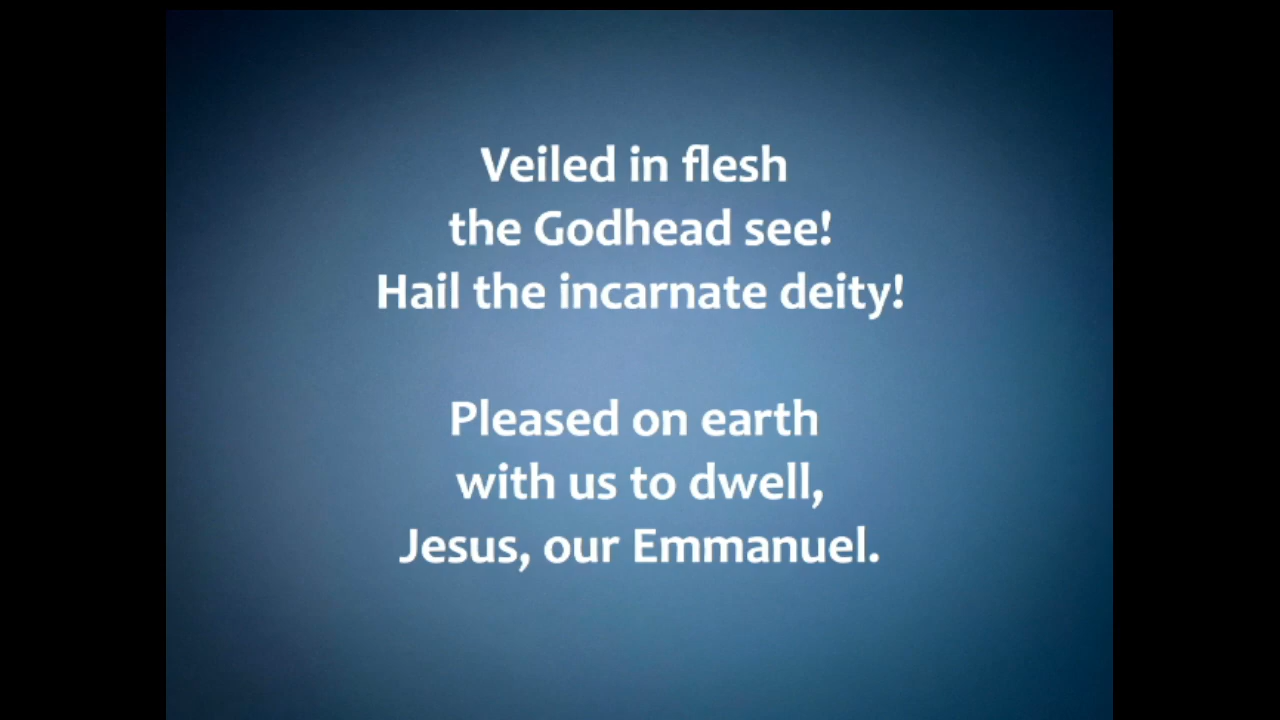 Veiled in flesh
the Godhead see!
Hail the incarnate deity!
Pleased on earth
with us to dwell,
Jesus, our Emmanuel.